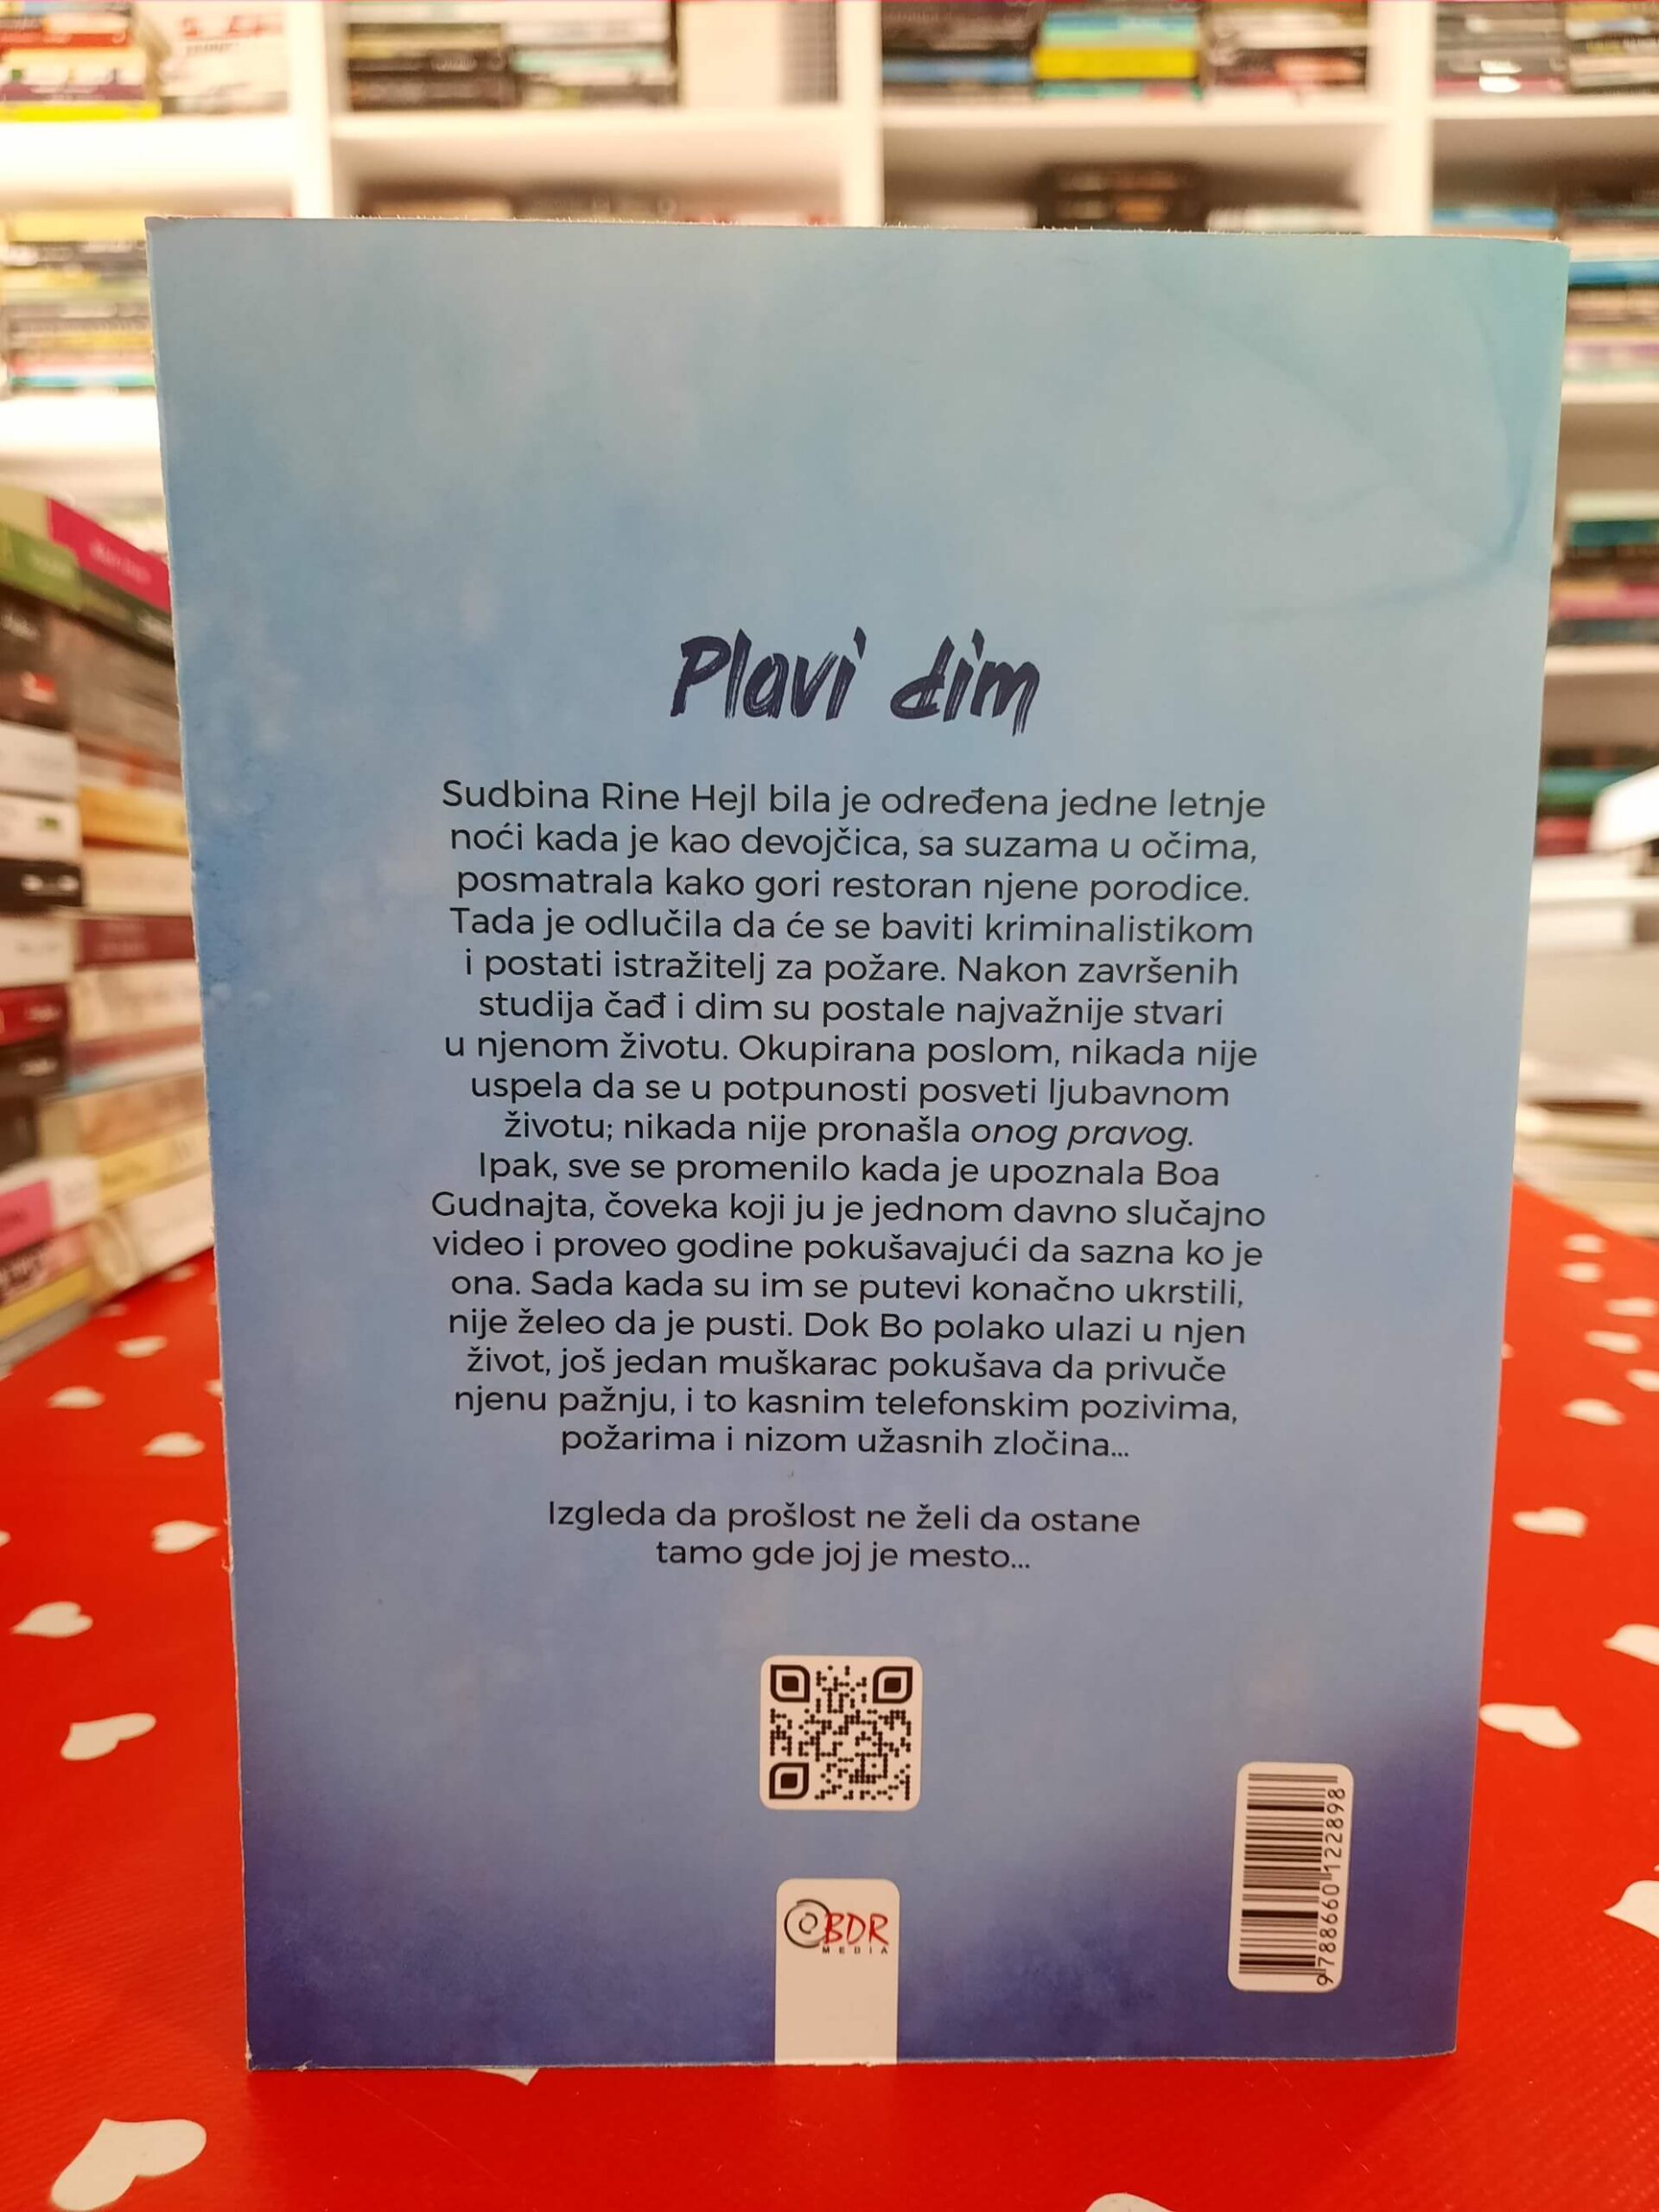 Plavi dim
Sudbina Rine Hejl bila je određena jedne letnje
noći kada je kao devojčica, sa suzama u očima,
posmatrala kako gori restoran njene porodice.
Tada je odlučila da će se baviti kriminalistikom
i postati istražitelj za požare. Nakon završenih
studija čađ i dim su postale najvažnije stvari
u njenom životu. Okupirana poslom, nikada nije
uspela da se u potpunosti posveti ljubavnom
životu; nikada nije pronašla onog pravog.
Ipak, sve se promenilo kada je upoznala Boa
Gudnajta, čoveka koji ju je jednom davno slučajno
video i proveo godine pokušavajući da sazna ko je
ona. Sada kada su im se putevi konačno ukrstili,
nije želeo da je pusti. Dok Bo polako ulazi u njen
život, još jedan muškarac pokušava da privuče
njenu pažnju, i to kasnim telefonskim pozivima,
požarima i nizom užasnih zločina...
Izgleda da prošlost ne želi da ostane
tamo gde joj je mesto...
BDR
MEDIA
9788660122898